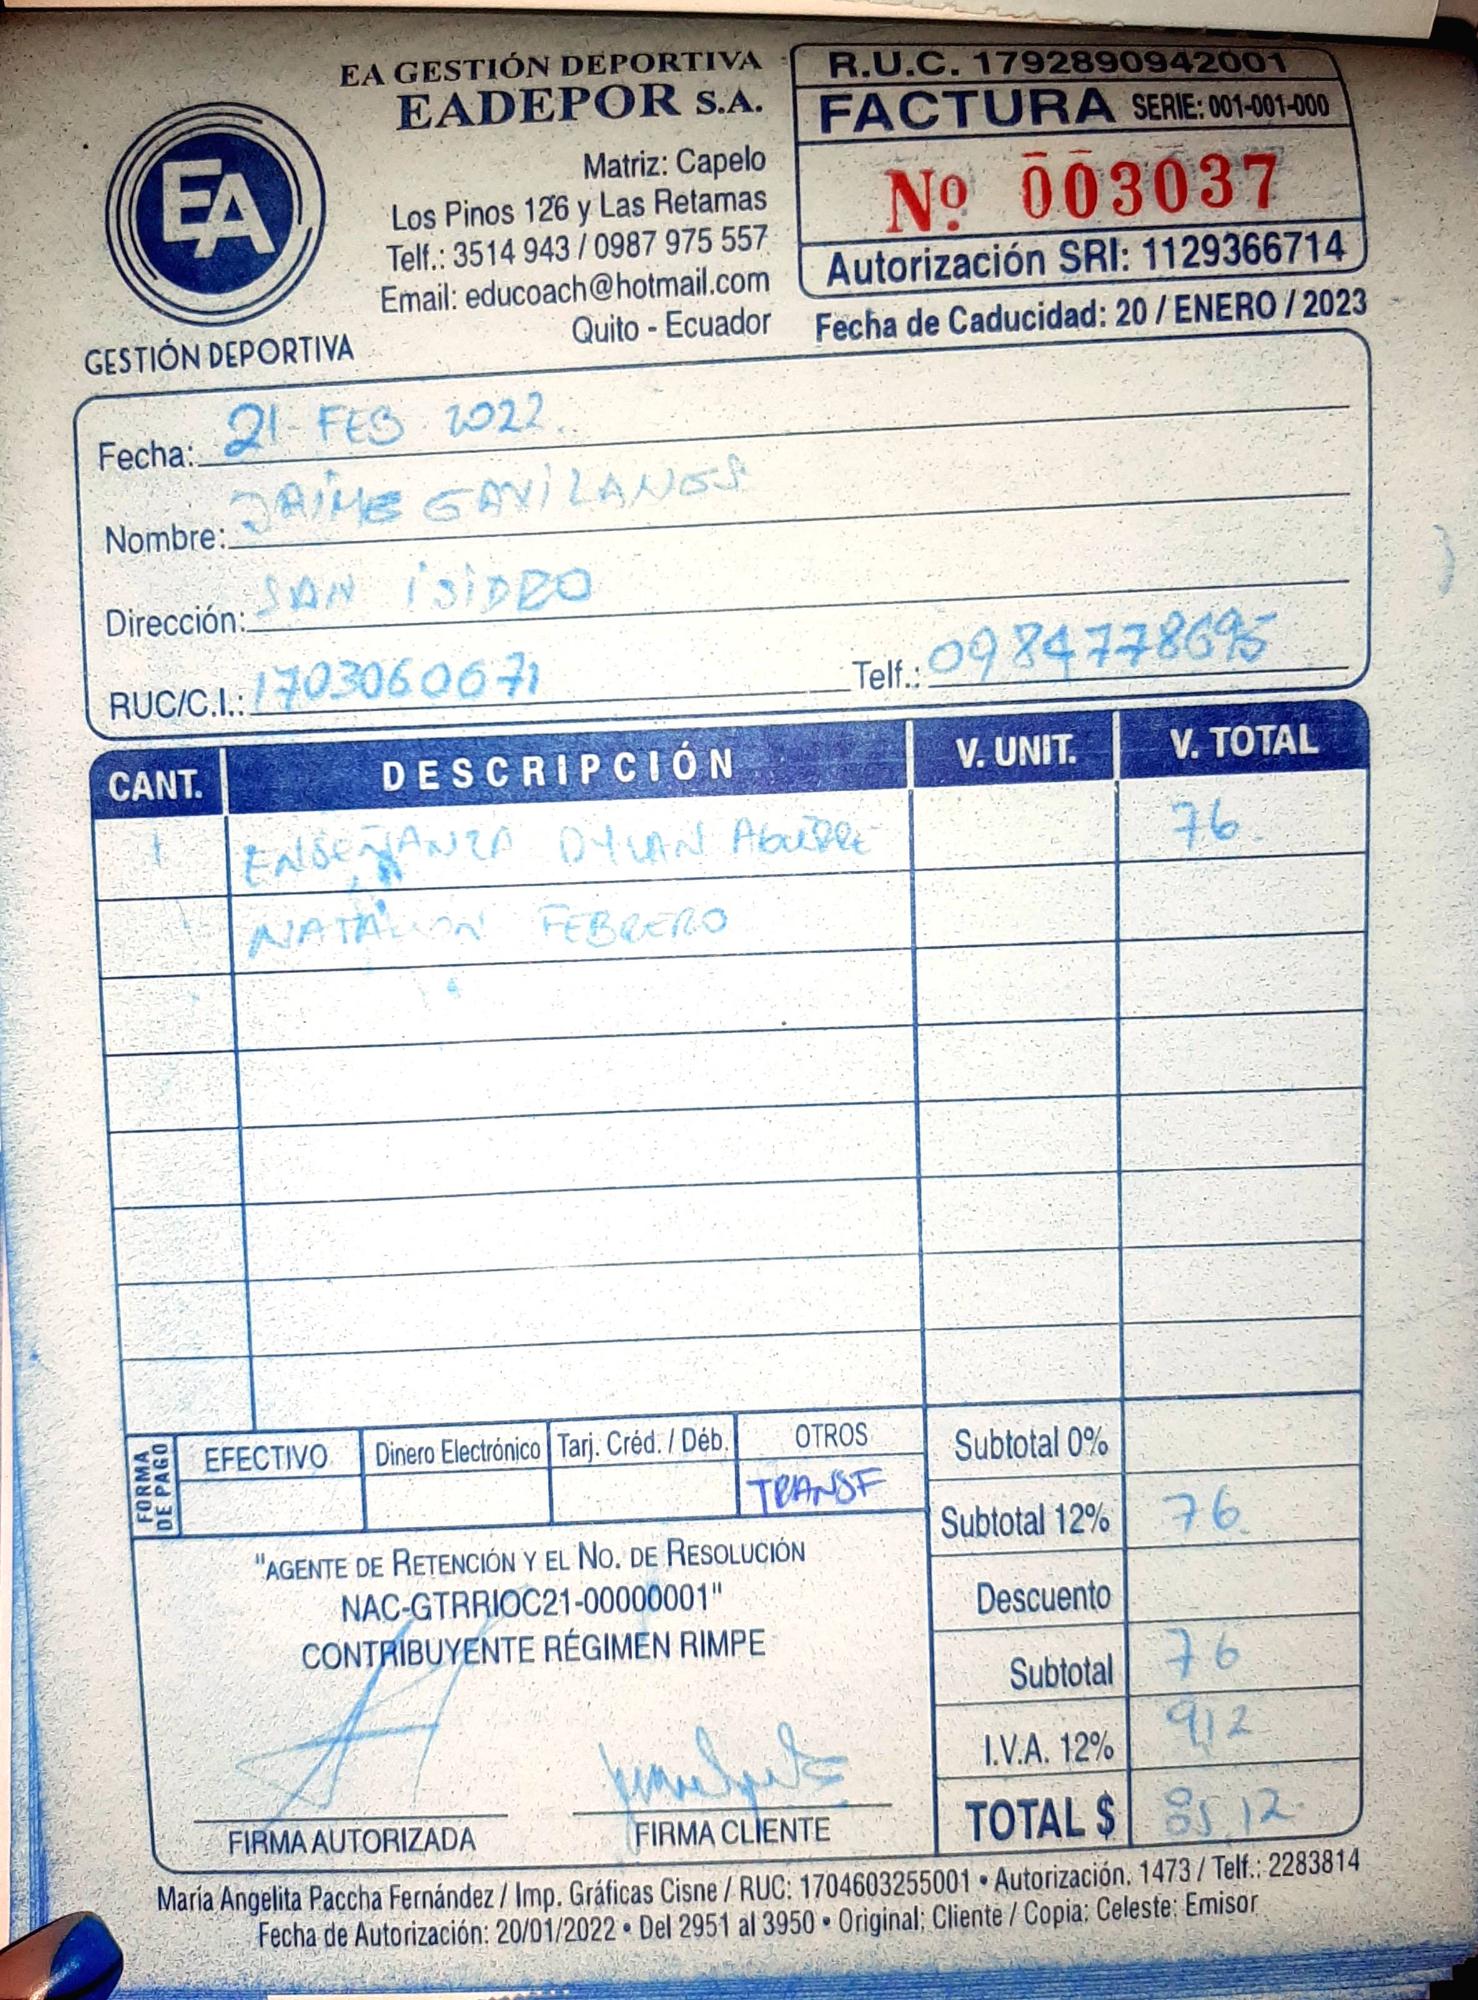 EA GESTIÓN DEPORTIVA
EADEPOR S.A.
Matriz: Capelo
Los Pinos 126 y Las Retamas
Telf.: 3514 943 / 0987 975 557
Email: educoach@hotmail.com
Quito - Ecuador
EA
GESTIÓN DEPORTIVA
R.U.C. 1792890942001
FACTURA SERIE: 001-001-000
Nº 003037
Autorización SRI: 1129366714
Fecha de Caducidad: 20 / ENERO / 2023
Fecha: 21 - FEB 2022
Nombre: JAIME GAVILANES
Dirección: SAN ISIDRO
RUC/C.I.: 1703060671 Telf.: 0984778695
CANT. DESCRIPCIÓN V. UNIT. V. TOTAL
1 ENSEÑANZA DYLAN AGUIRRE 76
NATACION FEBRERO
FORMA DE PAGO
EFECTIVO Dinero Electrónico Tarj. Créd. / Déb. OTROS
TRANSF
Subtotal 0%
Subtotal 12% 76
Descuento
Subtotal 76
I.V.A. 12% 9,12
TOTAL $ 85,12
"AGENTE DE RETENCIÓN Y EL NO. DE RESOLUCIÓN
NAC-GTRRIOC21-00000001"
CONTRIBUYENTE RÉGIMEN RIMPE
FIRMA AUTORIZADA FIRMA CLIENTE
María Angelita Paccha Fernández / Imp. Gráficas Cisne / RUC: 1704603255001 • Autorización. 1473 / Telf.: 2283814
Fecha de Autorización: 20/01/2022 • Del 2951 al 3950 • Original; Cliente / Copia: Celeste: Emisor